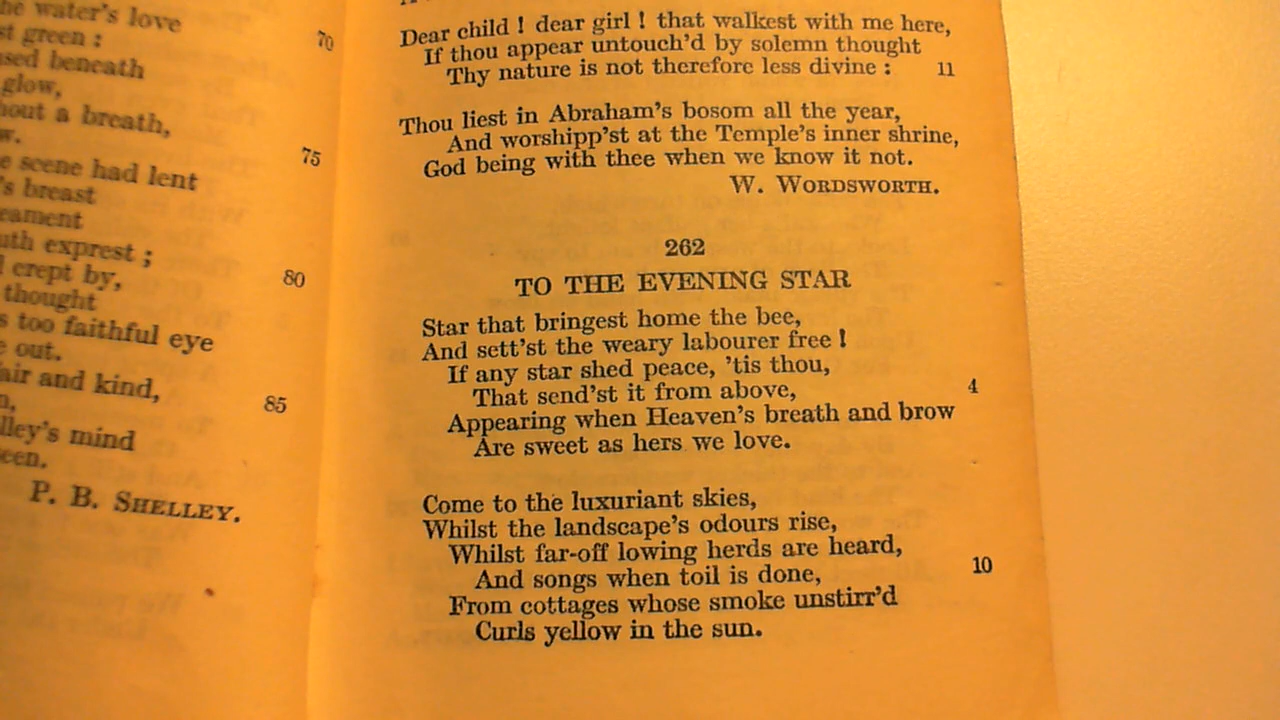 he water's love
st green :
70
used beneath
glow,
hout a breath,
w.
75
e scene had lent
's breast
eament
uth exprest ;
l crept by,
80
thought
s too faithful eye
e out.
air and kind,
85
n,
lley's mind
een.
P. B. SHELLEY.
Dear child ! dear girl ! that walkest with me here,
If thou appear untouch'd by solemn thought
Thy nature is not therefore less divine : 11
Thou liest in Abraham's bosom all the year,
And worshipp'st at the Temple's inner shrine,
God being with thee when we know it not.
W. WORDSWORTH.
262
TO THE EVENING STAR
Star that bringest home the bee,
And sett'st the weary labourer free !
If any star shed peace, 'tis thou,
That send'st it from above, 4
Appearing when Heaven's breath and brow
Are sweet as hers we love.
Come to the luxuriant skies,
Whilst the landscape's odours rise,
Whilst far-off lowing herds are heard,
And songs when toil is done, 10
From cottages whose smoke unstirr'd
Curls yellow in the sun.